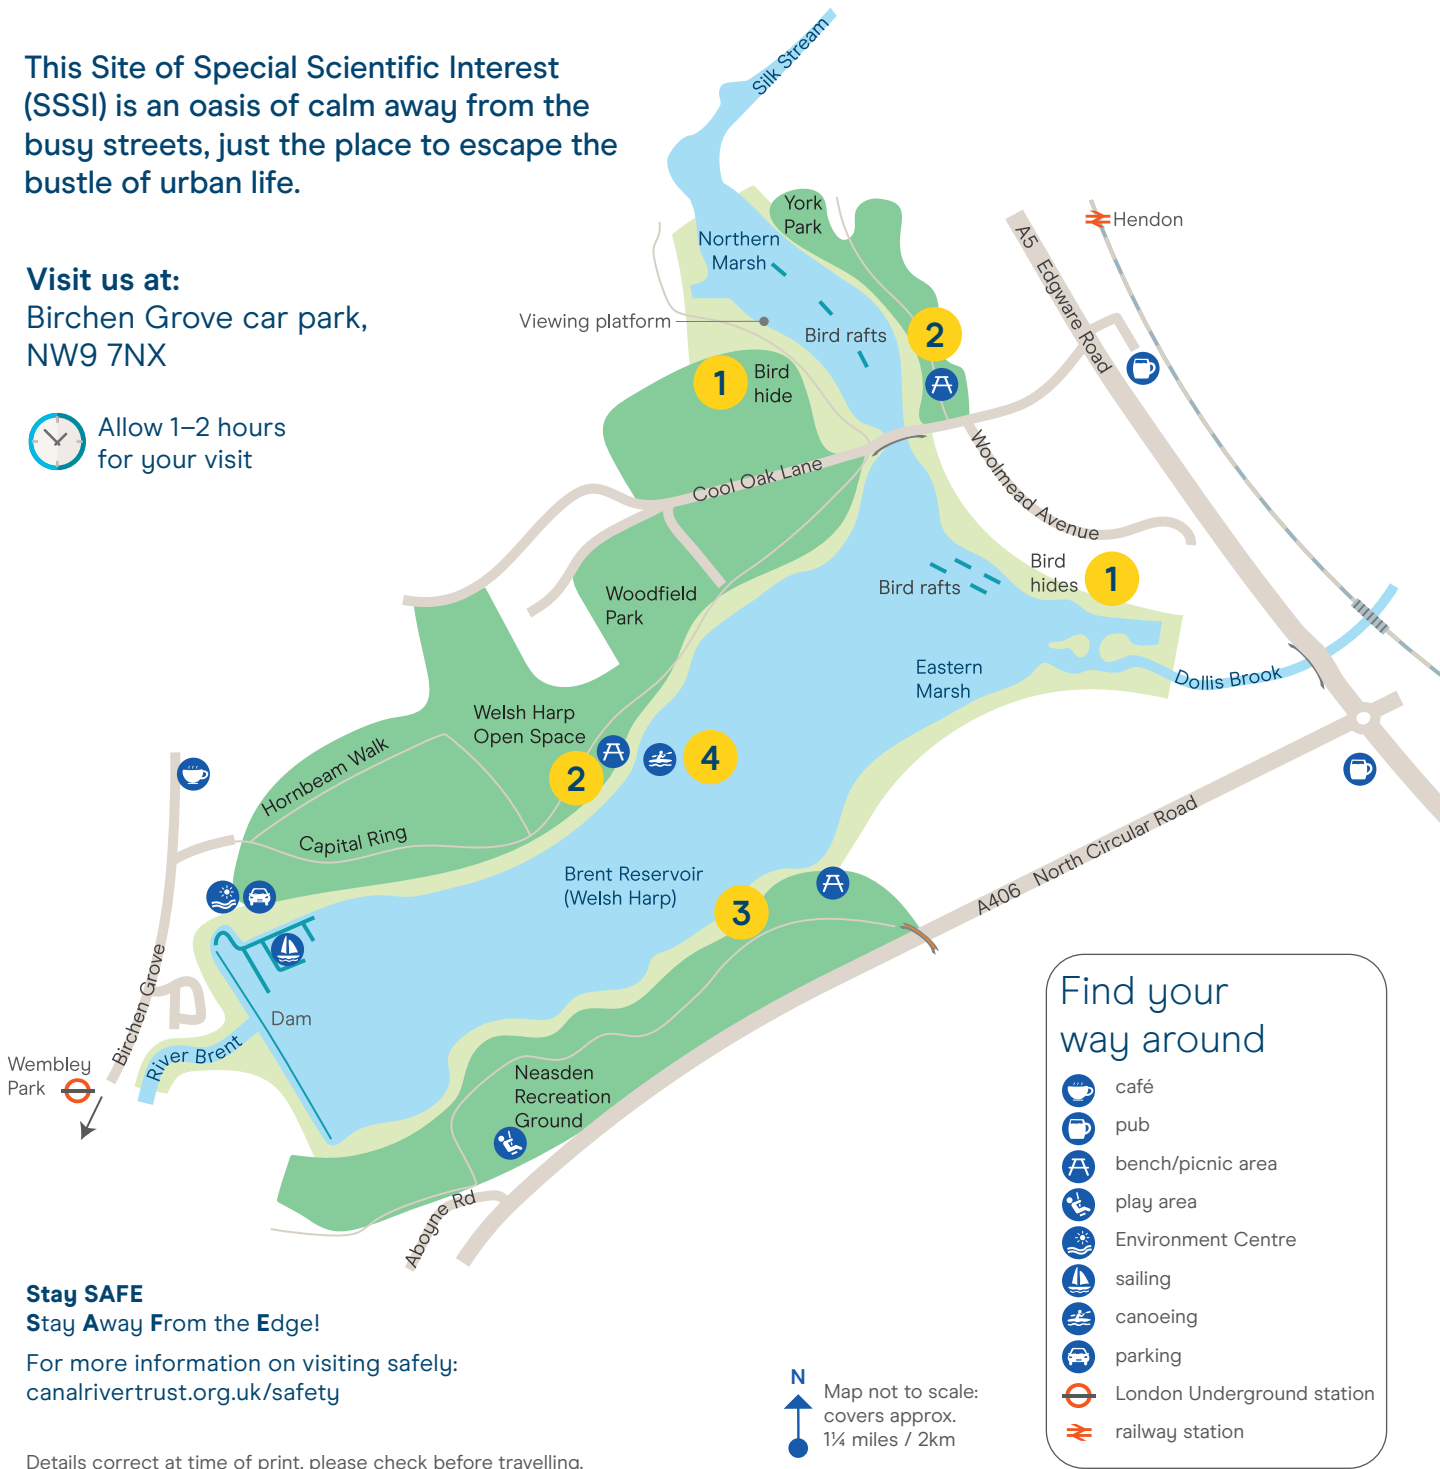 This Site of Special Scientific Interest
(SSSI) is an oasis of calm away from the
busy streets, just the place to escape the
bustle of urban life.
Visit us at:
Birchen Grove car park,
NW9 7NX
Allow 1–2 hours
for your visit
Silk Stream
York
Park
Northern
Marsh
Hendon
A5 Edgware Road
Viewing platform
Bird rafts
2
1
Bird
hide
Cool Oak Lane
Woolmead Avenue
Bird
hides
1
Bird rafts
Woodfield
Park
Eastern
Marsh
Dollis Brook
Welsh Harp
Open Space
Hornbeam Walk
2
4
Capital Ring
Brent Reservoir
(Welsh Harp)
3
A406 North Circular Road
Birchen Grove
Dam
River Brent
Wembley
Park
Neasden
Recreation
Ground
Aboyne Rd
Find your
way around
café
pub
bench/picnic area
play area
Environment Centre
sailing
canoeing
parking
London Underground station
railway station
Stay SAFE
Stay Away From the Edge!
For more information on visiting safely:
canalrivertrust.org.uk/safety
N
Map not to scale:
covers approx.
1¼ miles / 2km
Details correct at time of print, please check before travelling.